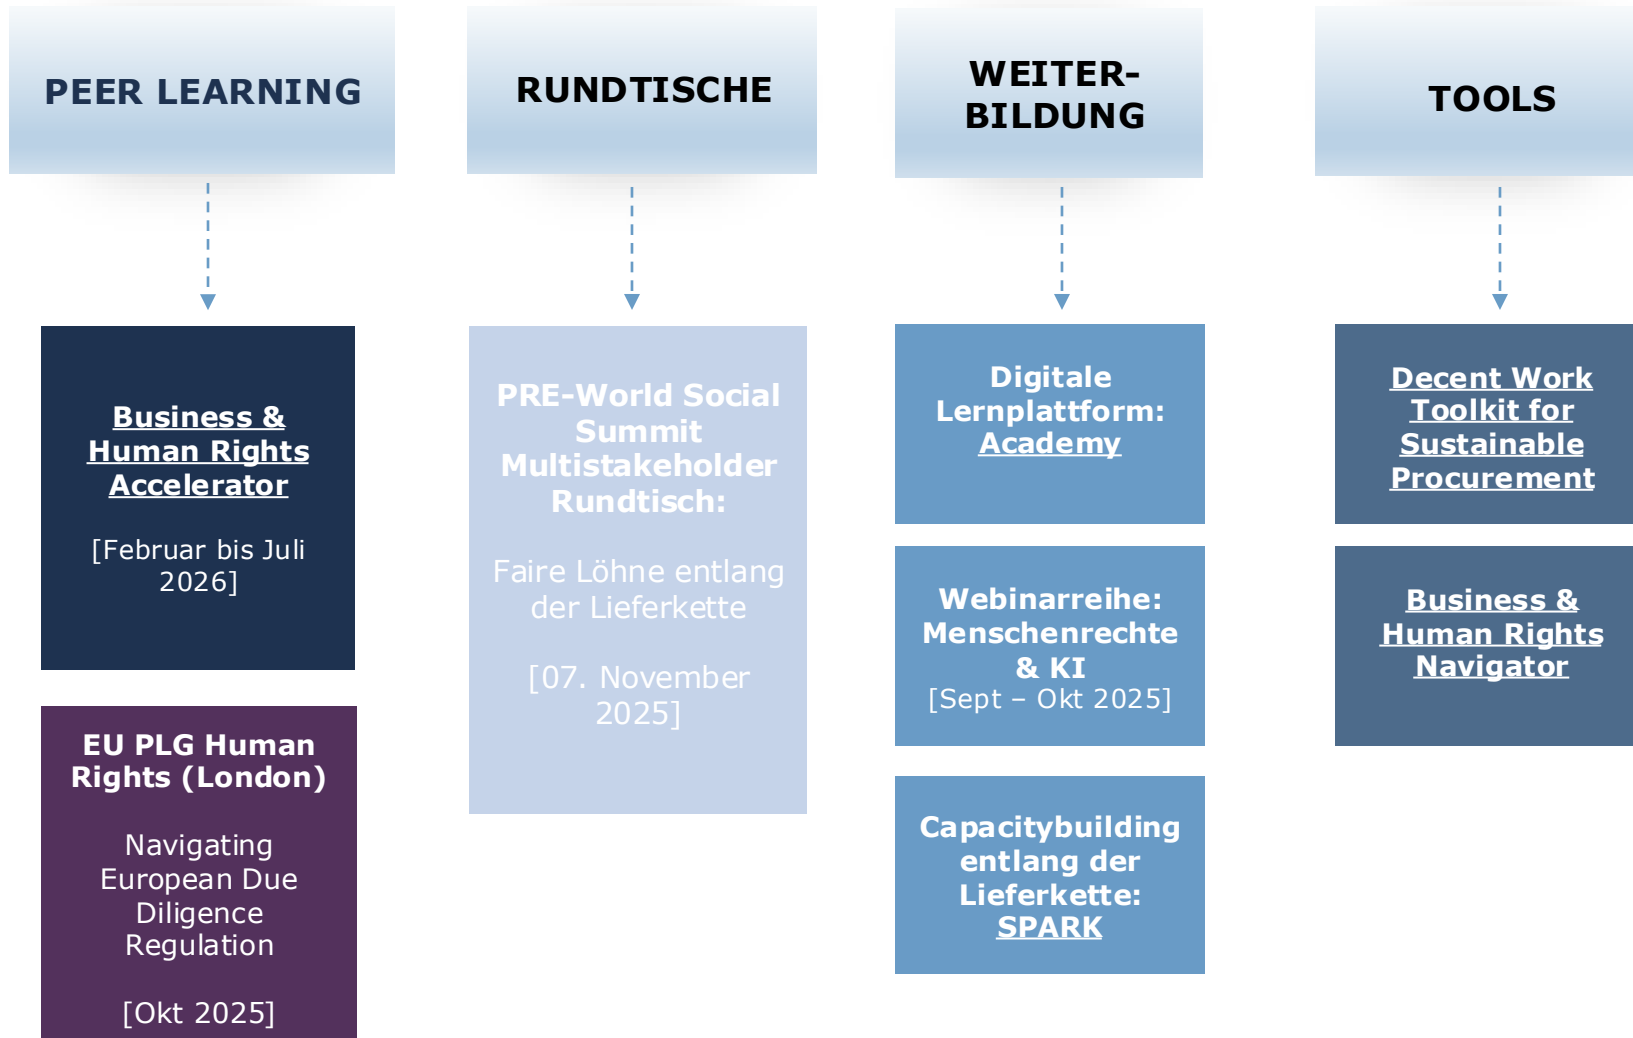 PEER LEARNING
RUNDTISCHE
WEITER-
BILDUNG
TOOLS
Business &
Human Rights
Accelerator
[Februar bis Juli
2026]
EU PLG Human
Rights (London)
Navigating
European Due
Diligence
Regulation
[Okt 2025]
PRE-World Social
Summit
Multistakeholder
Rundtisch:
Faire Löhne entlang
der Lieferkette
[07. November
2025]
Digitale
Lernplattform:
Academy
Webinarreihe:
Menschenrechte
& KI
[Sept – Okt 2025]
Capacitybuilding
entlang der
Lieferkette:
SPARK
Decent Work
Toolkit for
Sustainable
Procurement
Business &
Human Rights
Navigator